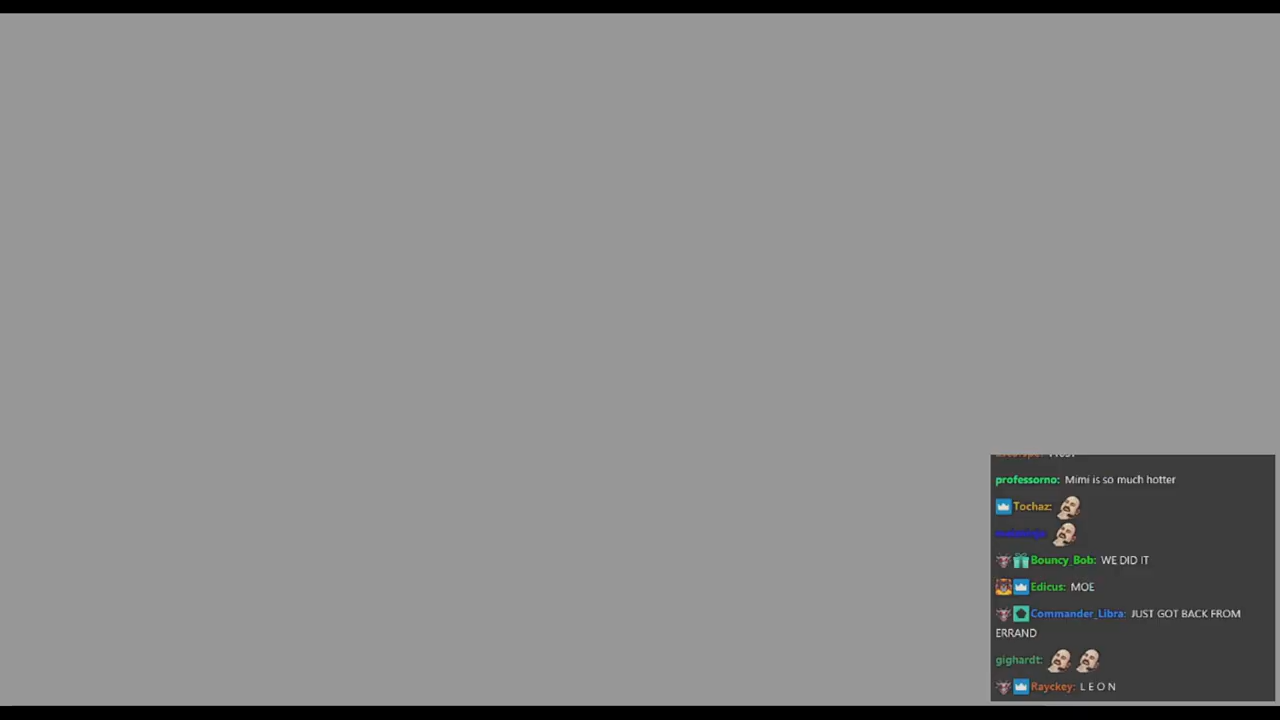 professorno: Mimi is so much hotter
Tochaz:
Bouncy_Bob: WE DID IT
Edicus: MOE
Commander_Libra: JUST GOT BACK FROM
ERRAND
gighardt:
Rayckey: L E O N